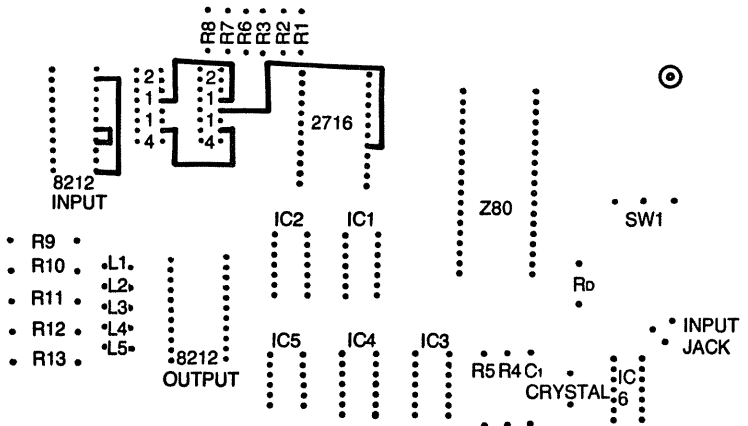 R8 R7 R6 R3 R2 R1
2 1 1 4
2 1 1 4
2716
8212
INPUT
Z80
SW1
IC2 IC1
R9
R10
R11
R12
R13
L1
L2
L3
L4
L5
8212
OUTPUT
RD
INPUT
JACK
IC5 IC4 IC3
R5 R4 C1
CRYSTAL
IC
6